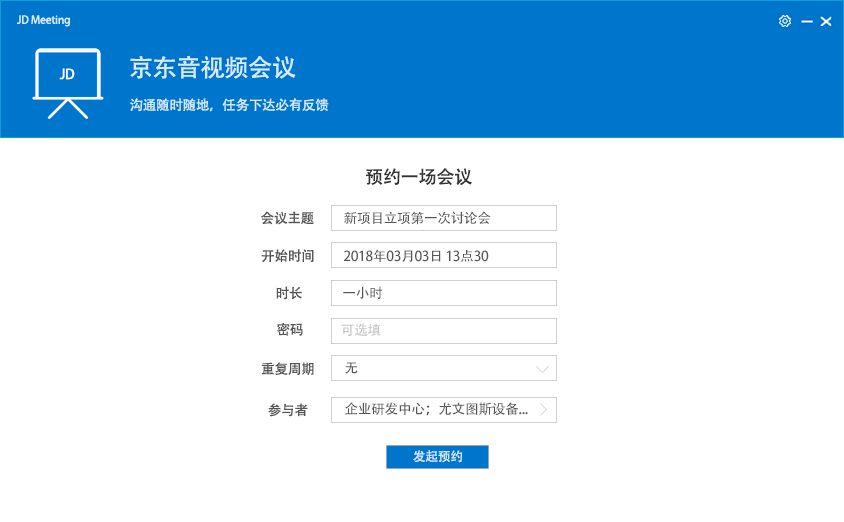 JD Meeting
JD
京东音视频会议
沟通随时随地，任务下达必有反馈
预约一场会议
会议主题 新项目立项第一次讨论会
开始时间 2018年03月03日 13点30
时长 一小时
密码 可选填
重复周期 无
参与者 企业研发中心；尤文图斯设备...
发起预约